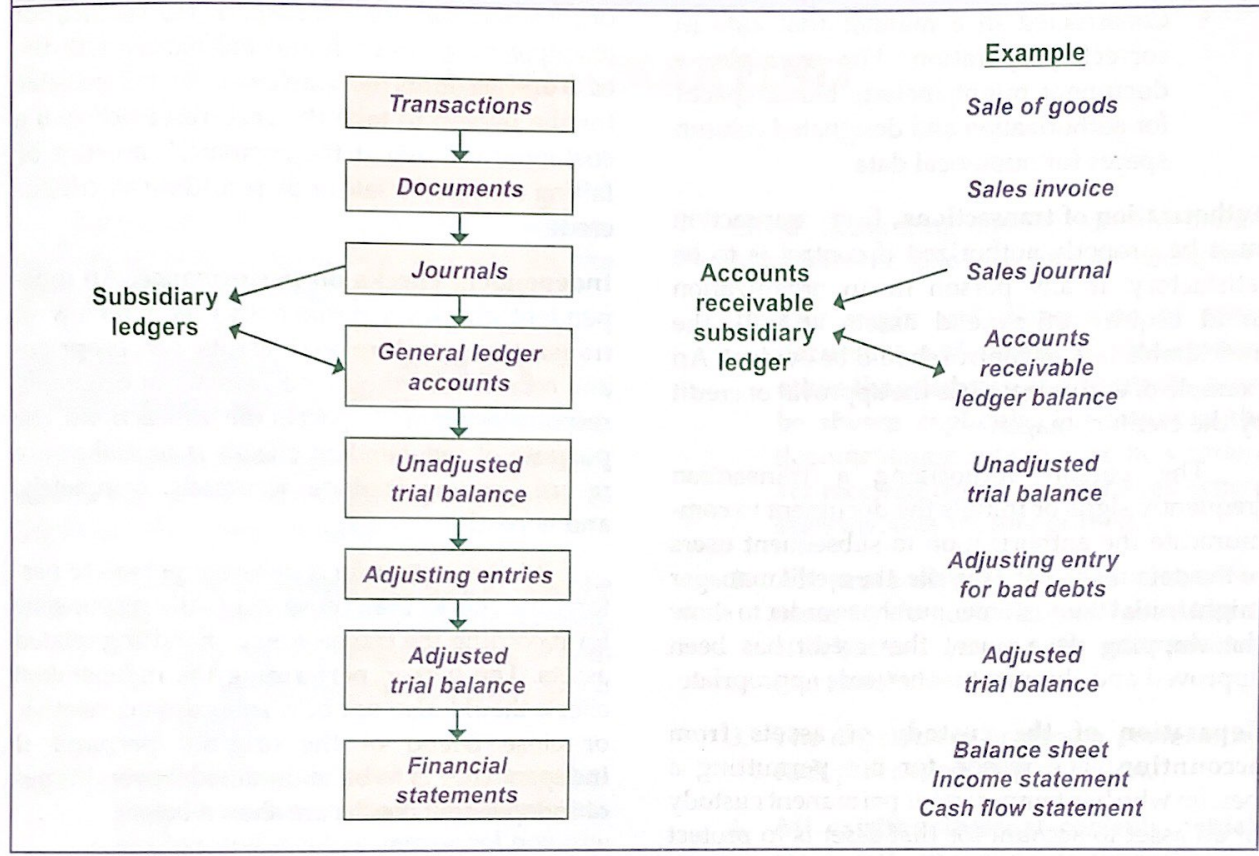 Example
Transactions
Sale of goods
Documents
Sales invoice
Journals
Sales journal
Subsidiary
ledgers
Accounts
receivable
subsidiary
ledger
General ledger
accounts
Accounts
receivable
ledger balance
Unadjusted
trial balance
Unadjusted
trial balance
Adjusting entries
Adjusting entry
for bad debts
Adjusted
trial balance
Adjusted
trial balance
Financial
statements
Balance sheet
Income statement
Cash flow statement